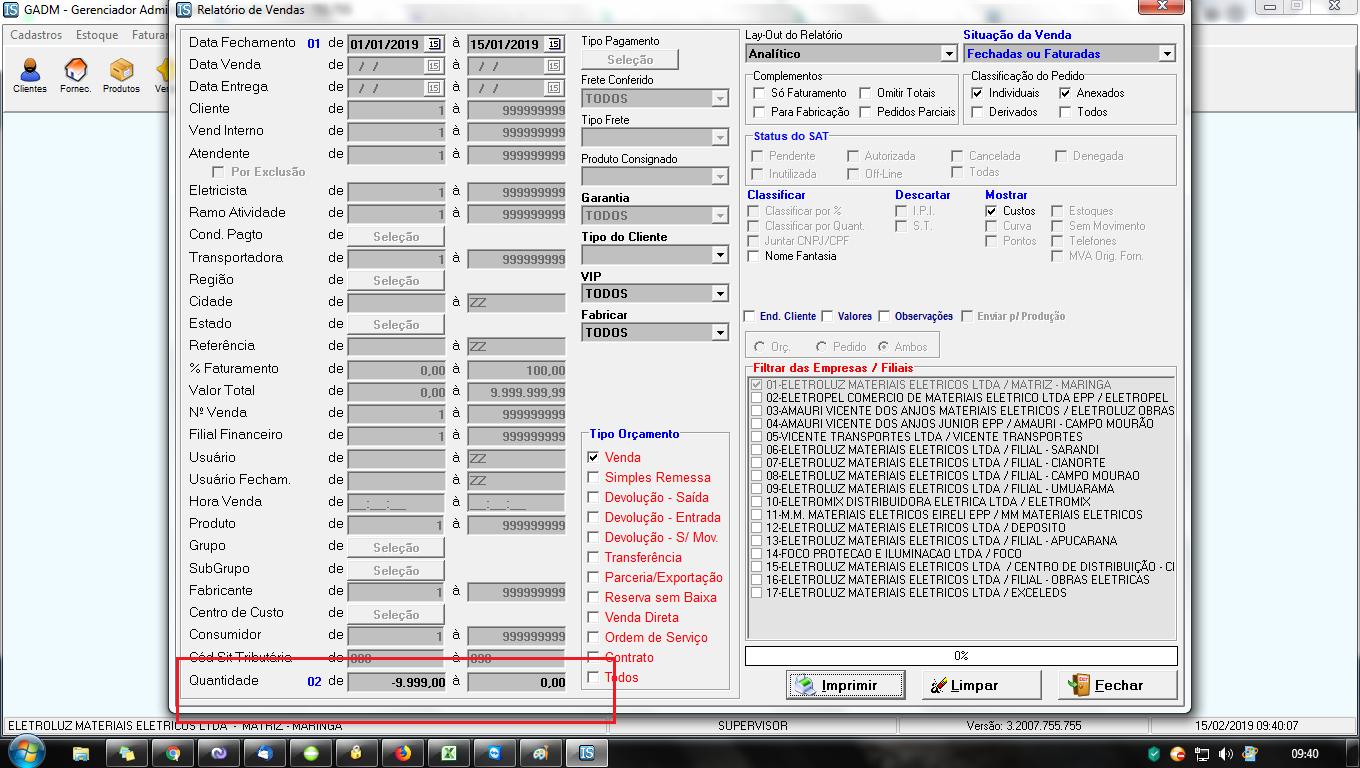 GADM - Gerenciador Admi
Relatório de Vendas
Cadastros Estoque Fatura
Clientes Fornec. Produtos
Data Fechamento 01 de 01/01/2019 15 à 15/01/2019 15
Data Venda de / / 15 à / / 15
Data Entrega de / / 15 à / / 15
Cliente de 1 à 999999999
Vend Interno de 1 à 999999999
Atendente de 1 à 999999999
Por Exclusão
Eletricista de 1 à 999999999
Ramo Atividade de 1 à 999999999
Cond. Pagto de Seleção
Transportadora de 1 à 999999999
Região de Seleção
Cidade de à ZZ
Estado de Seleção
Referência de à ZZ
% Faturamento de 0,00 à 100,00
Valor Total de 0,00 à 9.999.999,99
Nº Venda de 1 à 999999999
Filial Financeiro de 1 à 999999999
Usuário de à ZZ
Usuário Fecham. de à ZZ
Hora Venda de __:__:__ à __:__:__
Produto de 1 à 999999999
Grupo de Seleção
SubGrupo de Seleção
Fabricante de 1 à 999999999
Centro de Custo de Seleção
Consumidor de 1 à 999999999
Cód Sit Tributária de à
Quantidade 02 de -9.999,00 à 0,00
Tipo Pagamento
Seleção
Frete Conferido
TODOS
Tipo Frete
Produto Consignado
Garantia
TODOS
Tipo do Cliente
VIP
TODOS
Fabricar
TODOS
Tipo Orçamento
Venda
Simples Remessa
Devolução - Saída
Devolução - Entrada
Devolução - S/ Mov.
Transferência
Parceria/Exportação
Reserva sem Baixa
Venda Direta
Ordem de Serviço
Contrato
Todos
Lay-Out do Relatório
Analítico
Situação da Venda
Fechadas ou Faturadas
Complementos
Só Faturamento Omitir Totais
Para Fabricação Pedidos Parciais
Classificação do Pedido
Individuais Anexados
Derivados Todos
Status do SAT
Pendente Autorizada Cancelada Denegada
Inutilizada Off-Line Todas
Classificar
Classificar por %
Classificar por Quant.
Juntar CNPJ/CPF
Nome Fantasia
Descartar
I.P.I.
S.T.
Mostrar
Custos Estoques
Curva Sem Movimento
Pontos Telefones
MVA Orig. Forn.
End. Cliente Valores Observações Enviar p/ Produção
Orç. Pedido Ambos
Filtrar das Empresas / Filiais
01-ELETROLUZ MATERIAIS ELETRICOS LTDA / MATRIZ - MARINGA
02-ELETROPEL COMERCIO DE MATERIAIS ELETRICO LTDA EPP / ELETROPEL
03-AMAURI VICENTE DOS ANJOS MATERIAIS ELETRICOS / ELETROLUZ OBRAS
04-AMAURI VICENTE DOS ANJOS JUNIOR EPP / AMAURI - CAMPO MOURÃO
05-VICENTE TRANSPORTES LTDA / VICENTE TRANSPORTES
06-ELETROLUZ MATERIAIS ELETRICOS LTDA / FILIAL - SARANDI
07-ELETROLUZ MATERIAIS ELETRICOS LTDA / FILIAL - CIANORTE
08-ELETROLUZ MATERIAIS ELETRICOS LTDA / FILIAL - CAMPO MOURAO
09-ELETROLUZ MATERIAIS ELETRICOS LTDA / FILIAL - UMUARAMA
10-ELETROMIX DISTRIBUIDORA ELETRICA LTDA / ELETROMIX
11-M.M. MATERIAIS ELETRICOS EIRELI EPP / MM MATERIAIS ELETRICOS
12-ELETROLUZ MATERIAIS ELETRICOS LTDA / DEPOSITO
13-ELETROLUZ MATERIAIS ELETRICOS LTDA / FILIAL - APUCARANA
14-FOCO PROTECAO E ILUMINACAO LTDA / FOCO
15-ELETROLUZ MATERIAIS ELETRICOS LTDA / CENTRO DE DISTRIBUIÇÃO - CI
16-ELETROLUZ MATERIAIS ELETRICOS LTDA / FILIAL - OBRAS ELETRICAS
17-ELETROLUZ MATERIAIS ELETRICOS LTDA / EXCELEDS
0%
Imprimir Limpar Fechar
ELETROLUZ MATERIAIS ELETRICOS LTDA - MATRIZ - MARINGA SUPERVISOR Versão: 3.2007.755.755 15/02/2019 09:40:07
09:40